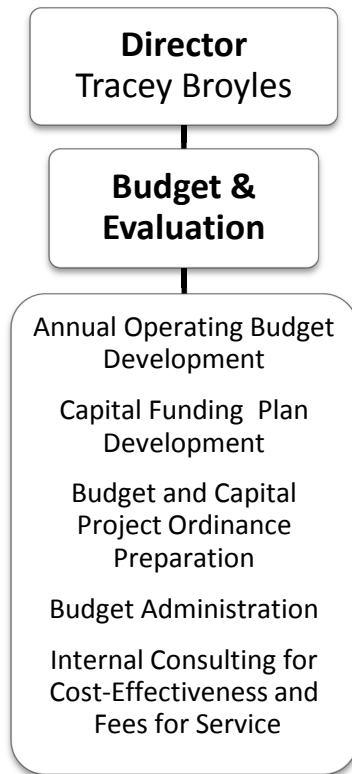 Director
Tracey Broyles
Budget &
Evaluation
Annual Operating Budget
Development
Capital Funding Plan
Development
Budget and Capital
Project Ordinance
Preparation
Budget Administration
Internal Consulting for
Cost-Effectiveness and
Fees for Service